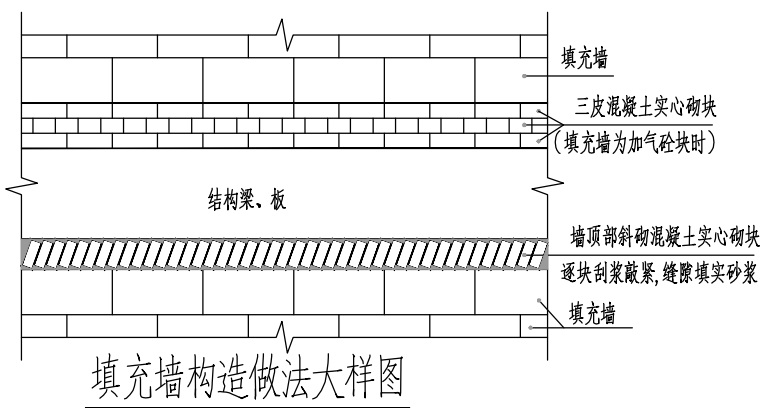 填充墙
三皮混凝土实心砌块
(填充墙为加气砼块时)
结构梁、板
墙顶部斜砌混凝土实心砌块
逐块刮浆敲紧,缝隙填实砂浆
填充墙
填充墙构造做法大样图